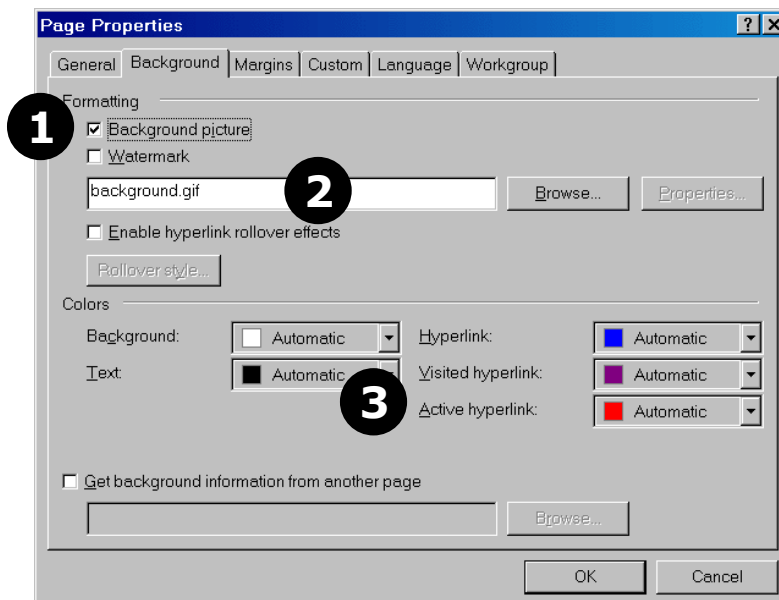 Page Properties
General Background Margins Custom Language Workgroup
Formatting
1 Background picture
Watermark
background.gif 2 Browse... Properties...
Enable hyperlink rollover effects
Rollover style...
Colors
Background: Automatic Hyperlink: Automatic
Text: Automatic Visited hyperlink: Automatic
3 Active hyperlink: Automatic
Get background information from another page
Browse...
OK Cancel